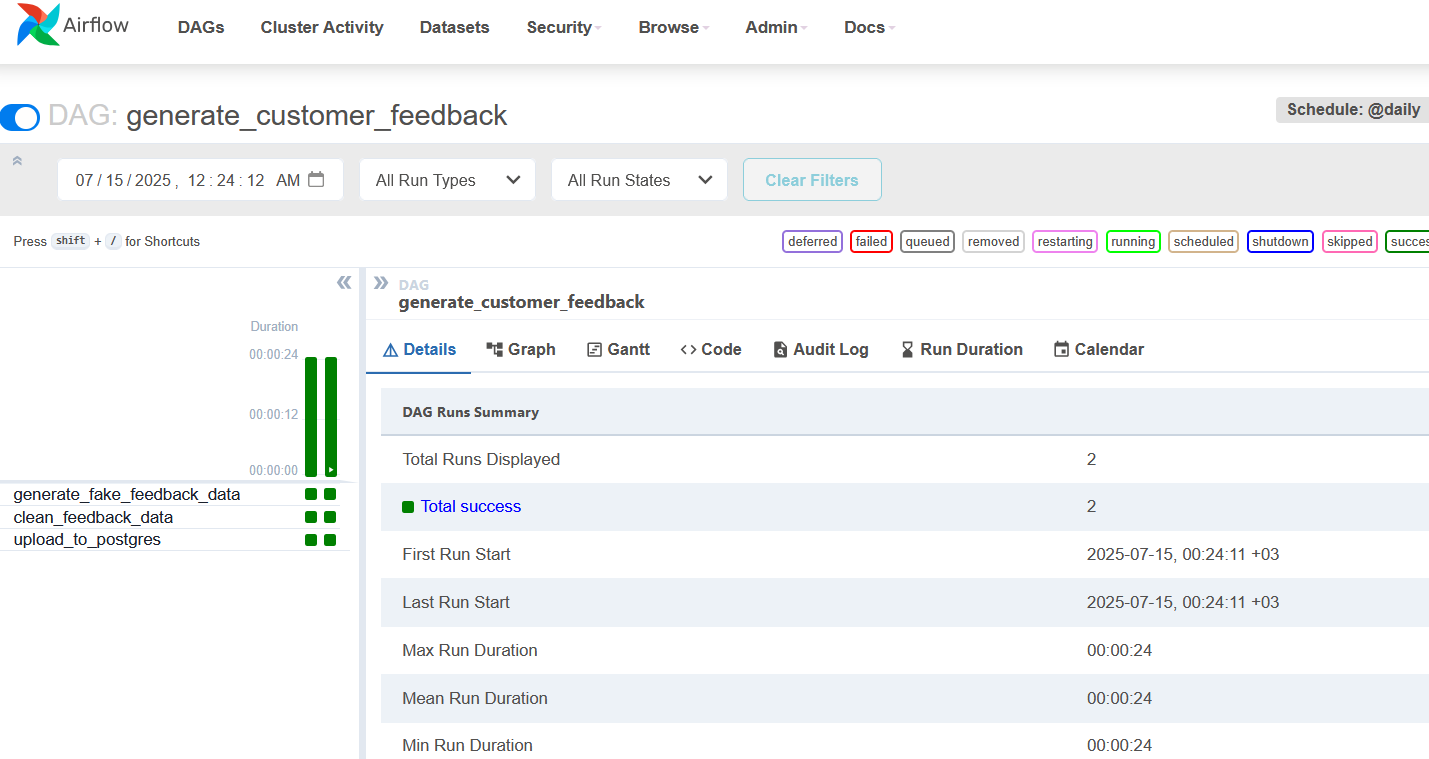 Airflow DAGs Cluster Activity Datasets Security Browse Admin Docs
DAG: generate_customer_feedback Schedule: @daily
07 / 15 / 2025 , 12 : 24 : 12 AM All Run Types All Run States Clear Filters
Press shift + / for Shortcuts deferred failed queued removed restarting running scheduled shutdown skipped succes
DAG
generate_customer_feedback
Duration
00:00:24
00:00:12
00:00:00
generate_fake_feedback_data
clean_feedback_data
upload_to_postgres
Details Graph Gantt Code Audit Log Run Duration Calendar
DAG Runs Summary
Total Runs Displayed 2
Total success 2
First Run Start 2025-07-15, 00:24:11 +03
Last Run Start 2025-07-15, 00:24:11 +03
Max Run Duration 00:00:24
Mean Run Duration 00:00:24
Min Run Duration 00:00:24